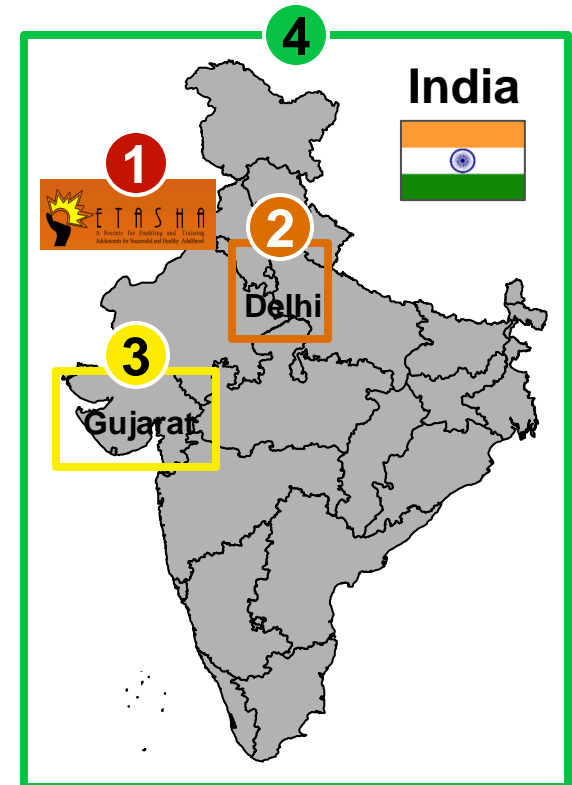 4
India
1
ETASHA
A Society for Enabling and Training
Adolescents for Successful and Healthy Adulthood
2
Delhi
3
Gujarat